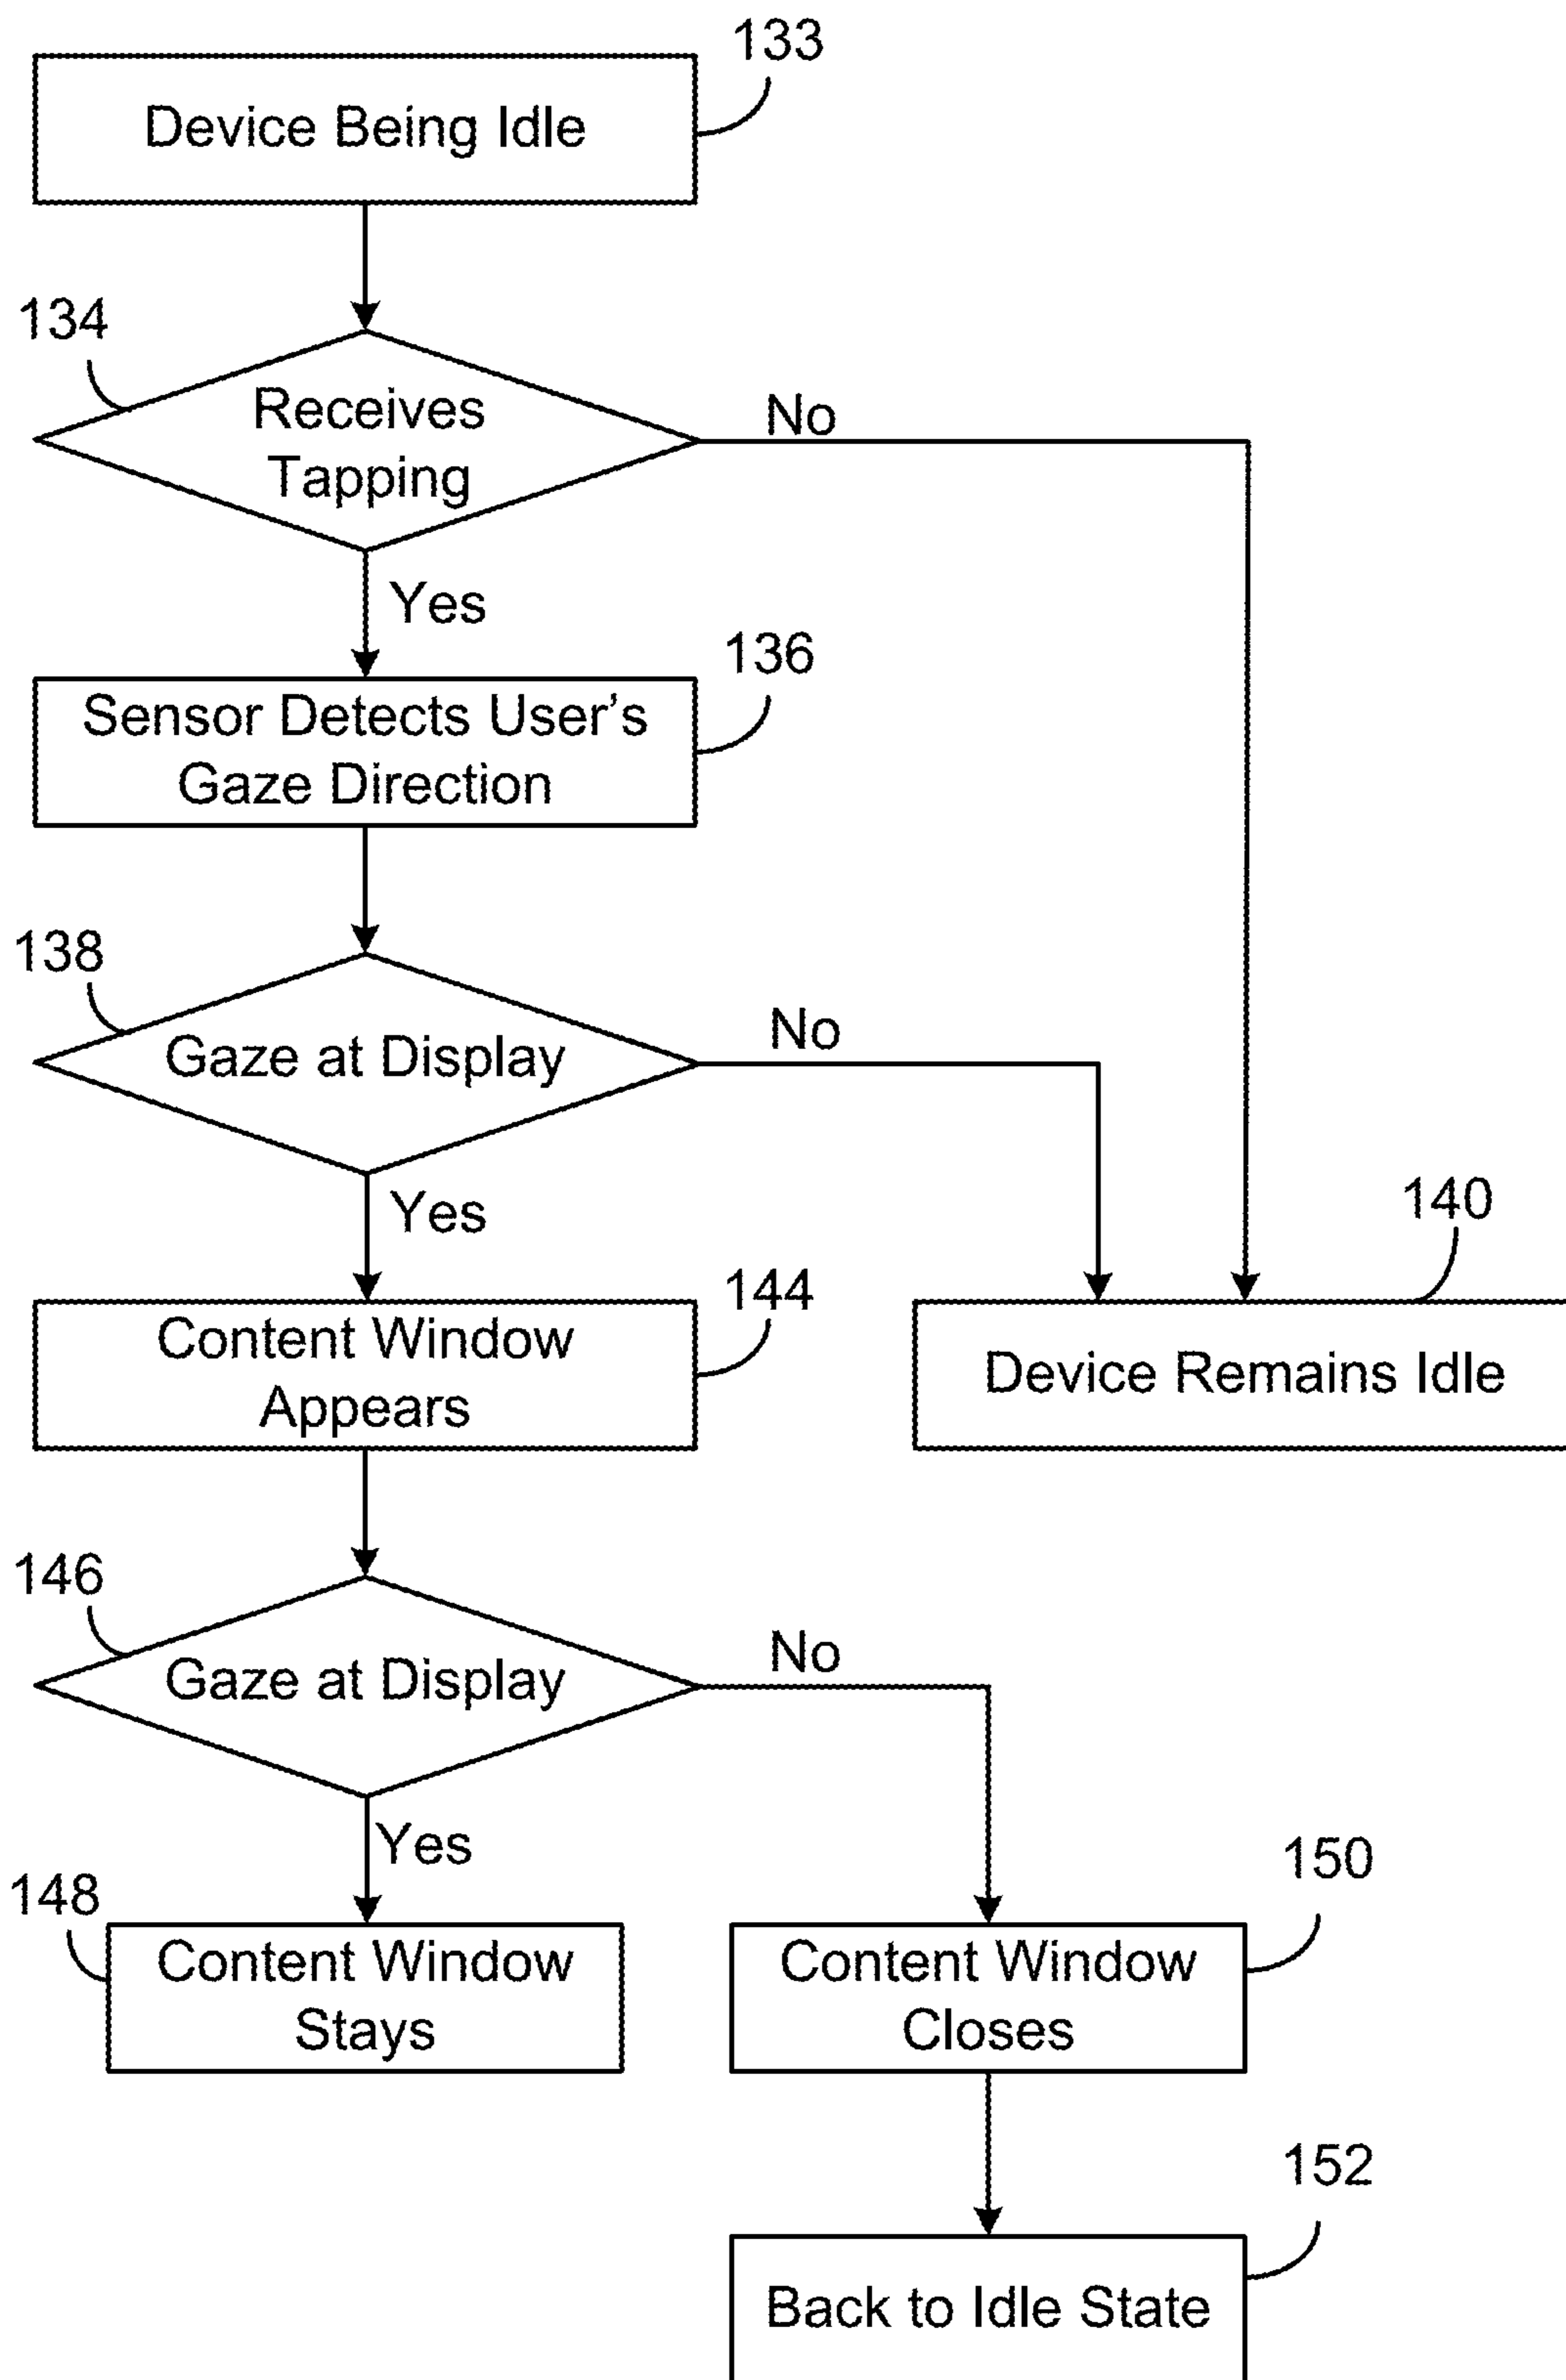 133
Device Being Idle
134
Receives
Tapping
No
Yes
136
Sensor Detects User’s
Gaze Direction
138
Gaze at Display
No
Yes
140
144
Content Window
Appears
Device Remains Idle
146
Gaze at Display
No
Yes
148
150
Content Window
Stays
Content Window
Closes
152
Back to Idle State